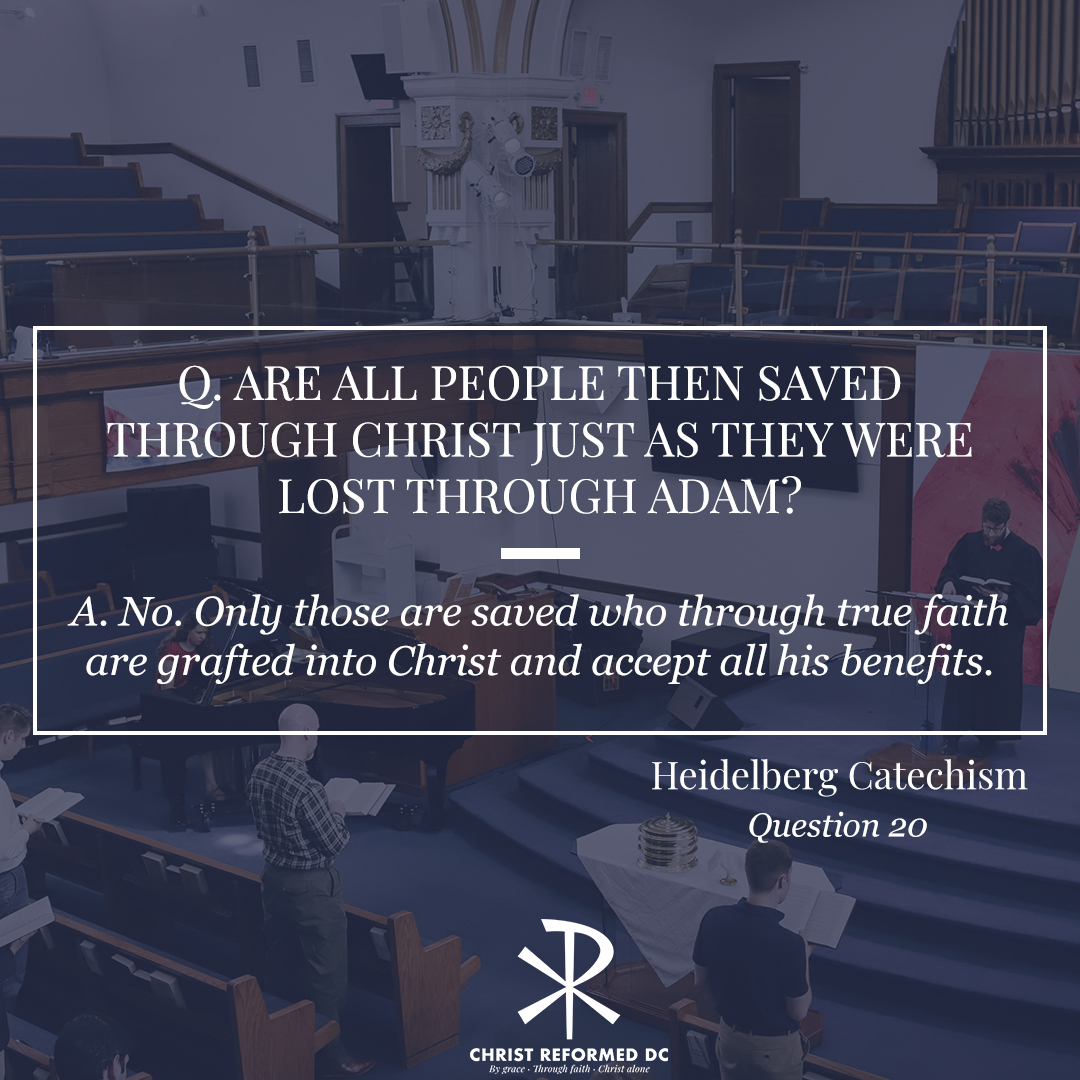 Q. ARE ALL PEOPLE THEN SAVED
THROUGH CHRIST JUST AS THEY WERE
LOST THROUGH ADAM?
A. No. Only those are saved who through true faith
are grafted into Christ and accept all his benefits.
Heidelberg Catechism
Question 20
CHRIST REFORMED DC
By grace · Through faith · Christ alone